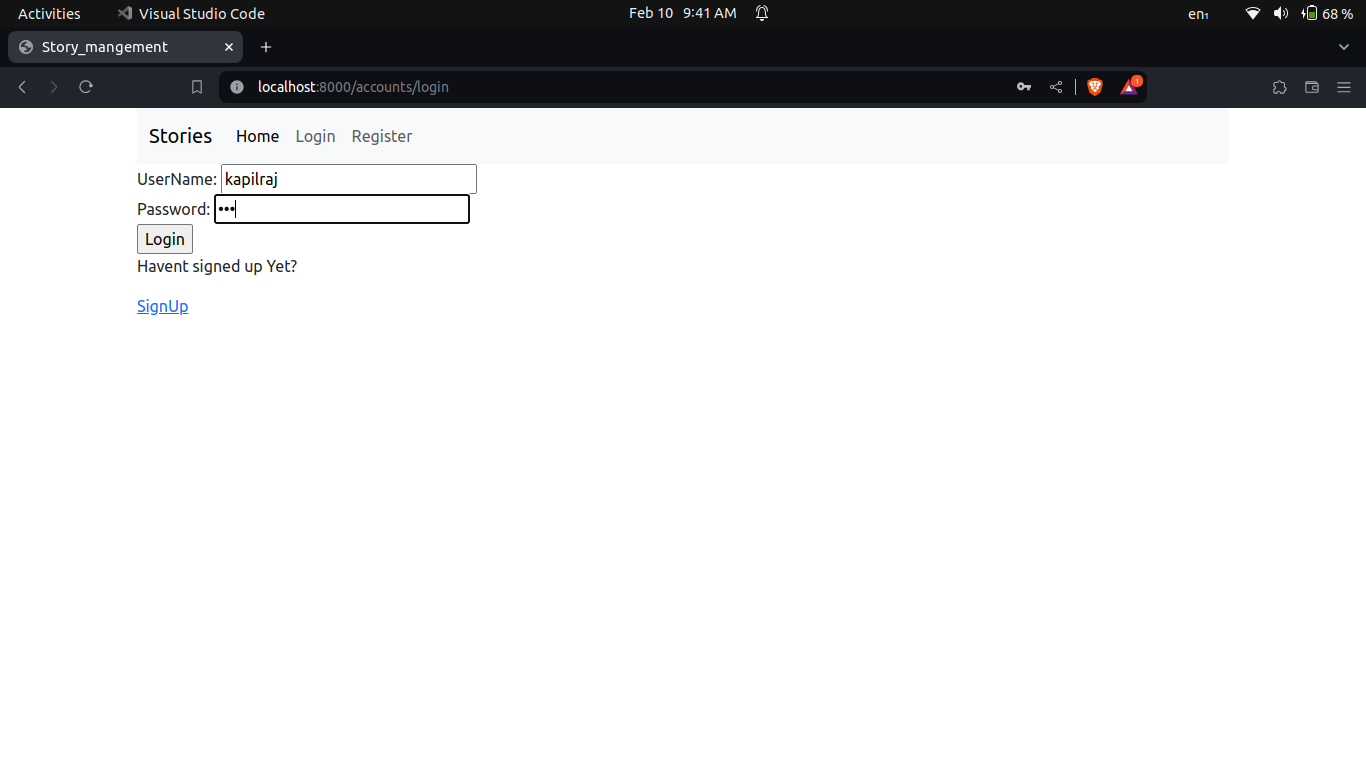 Activities Visual Studio Code Feb 10 9:41 AM en₁ 68 %
Story_mangement
localhost:8000/accounts/login 1
Stories Home Login Register
UserName: kapilraj
Password: •••
Login
Havent signed up Yet?
SignUp